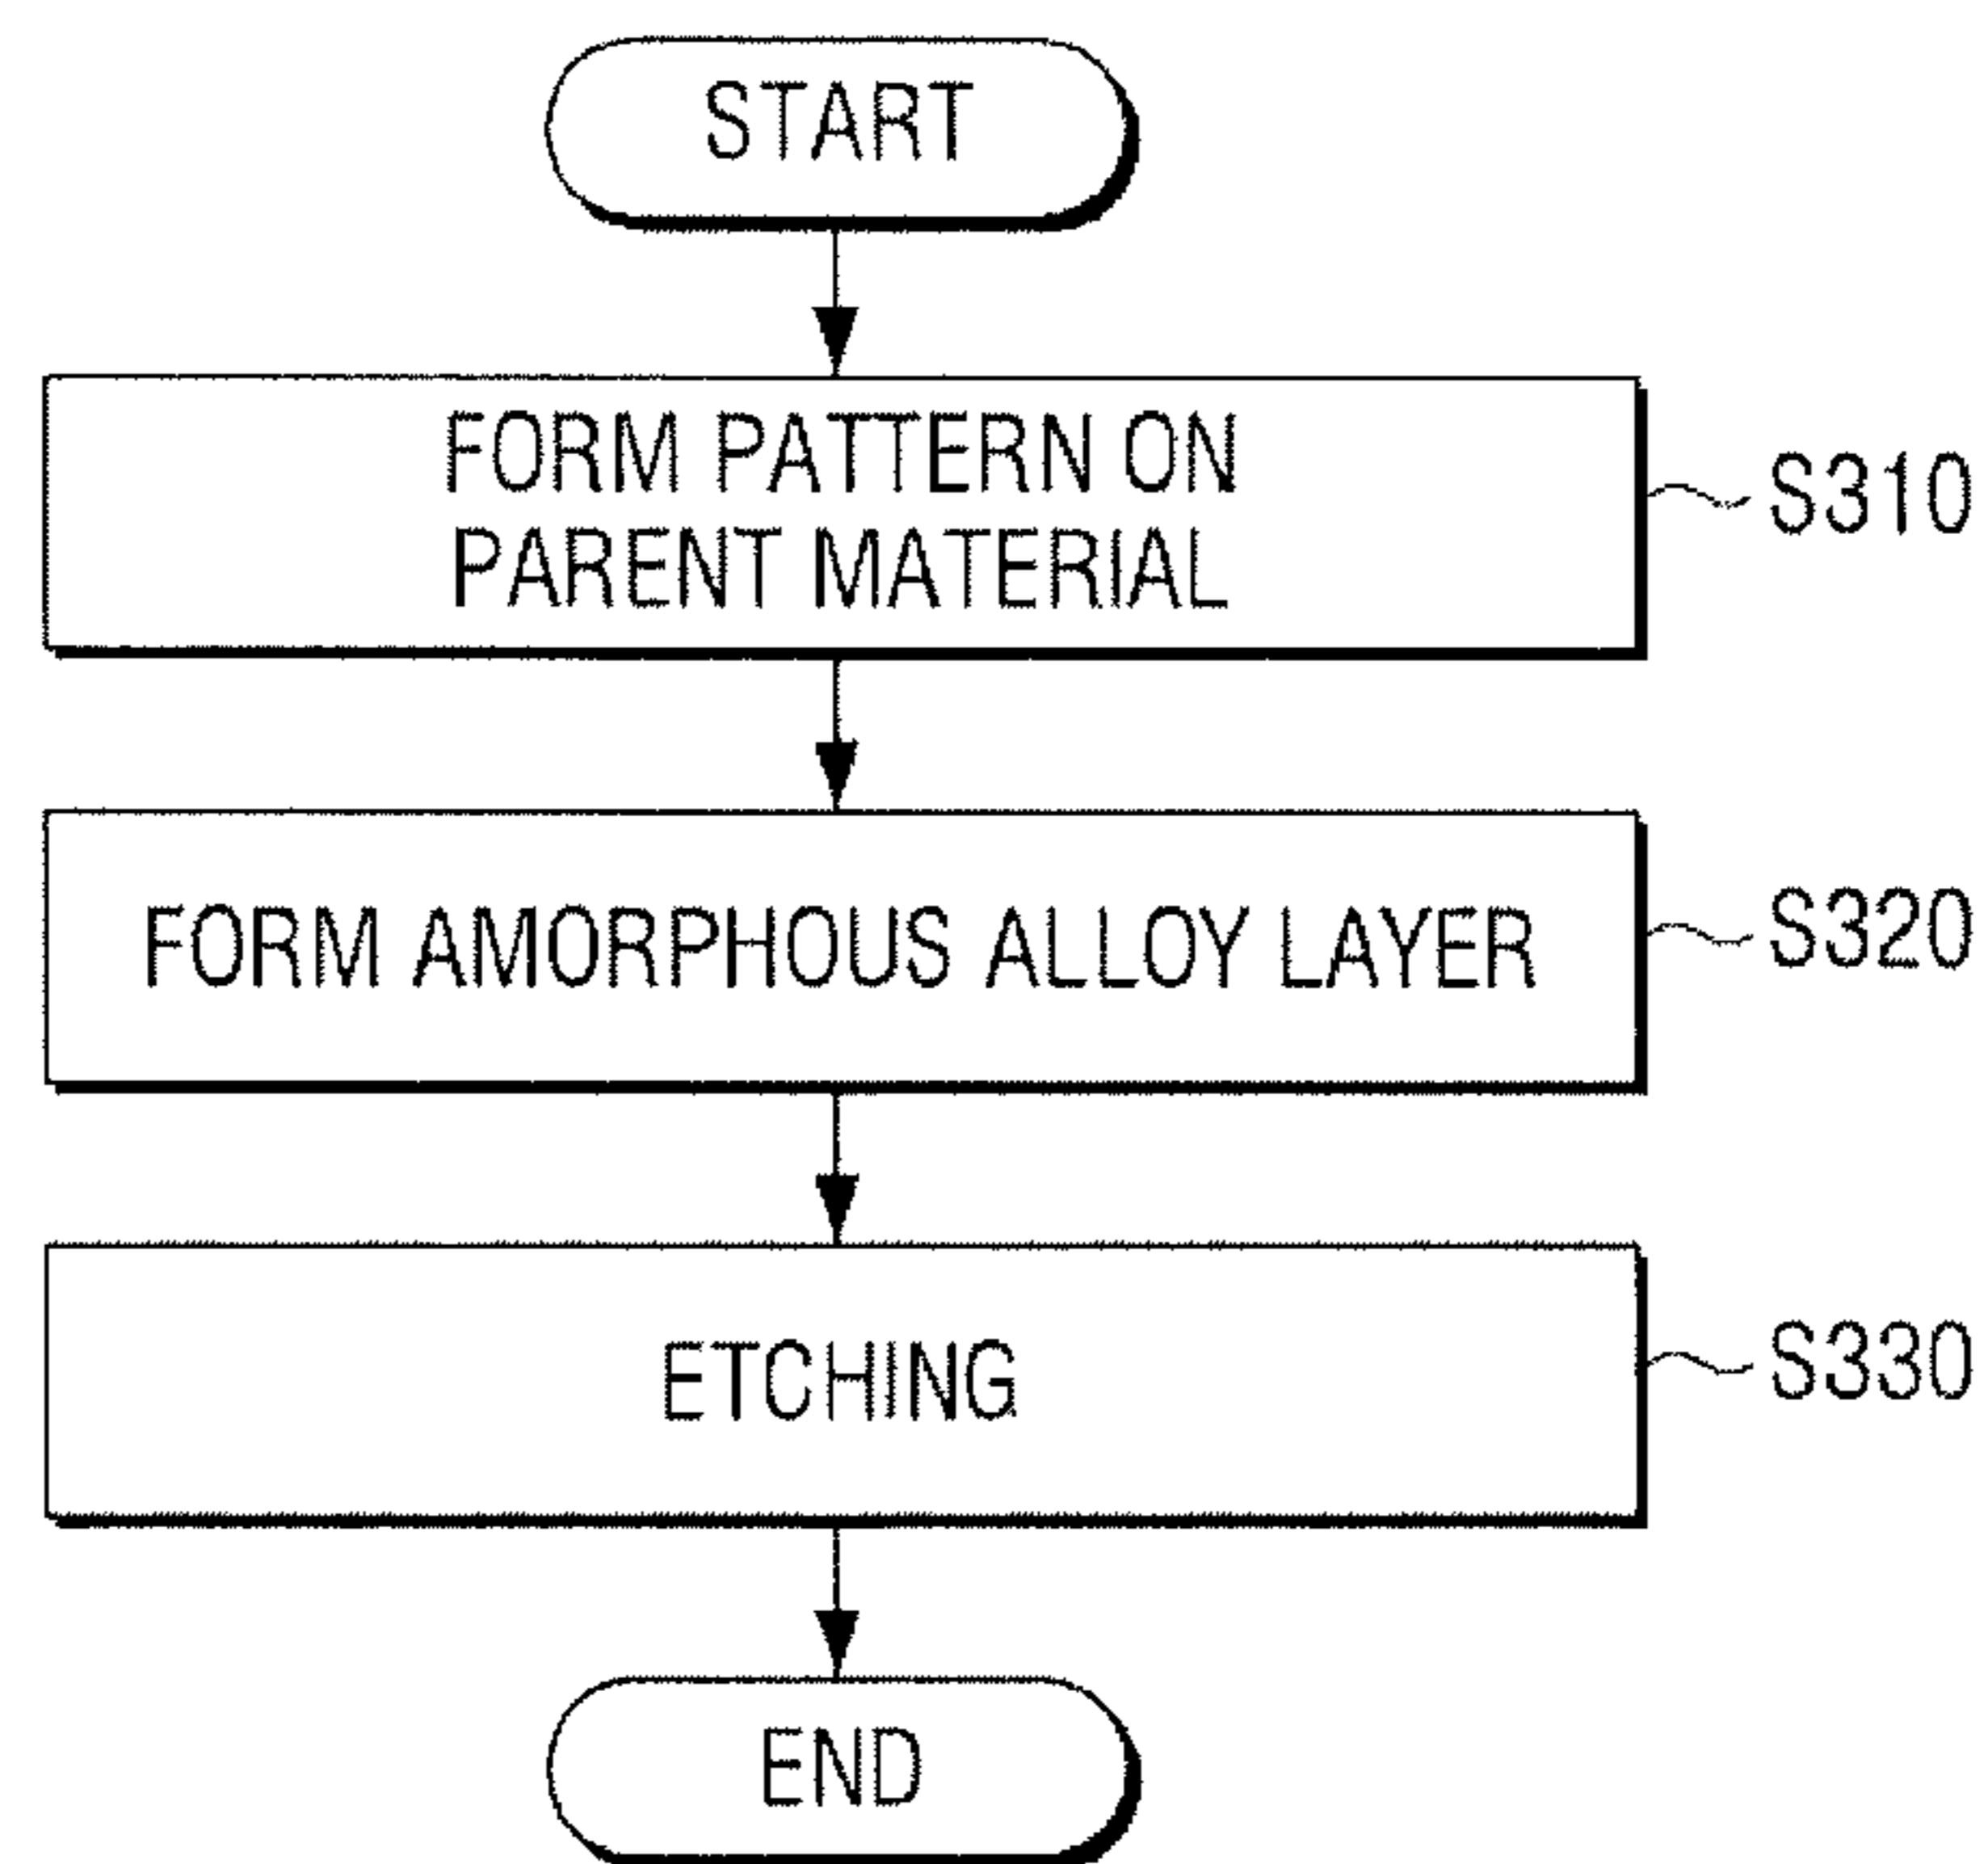 START
FORM PATTERN ON
PARENT MATERIAL
S310
FORM AMORPHOUS ALLOY LAYER
S320
ETCHING
S330
END